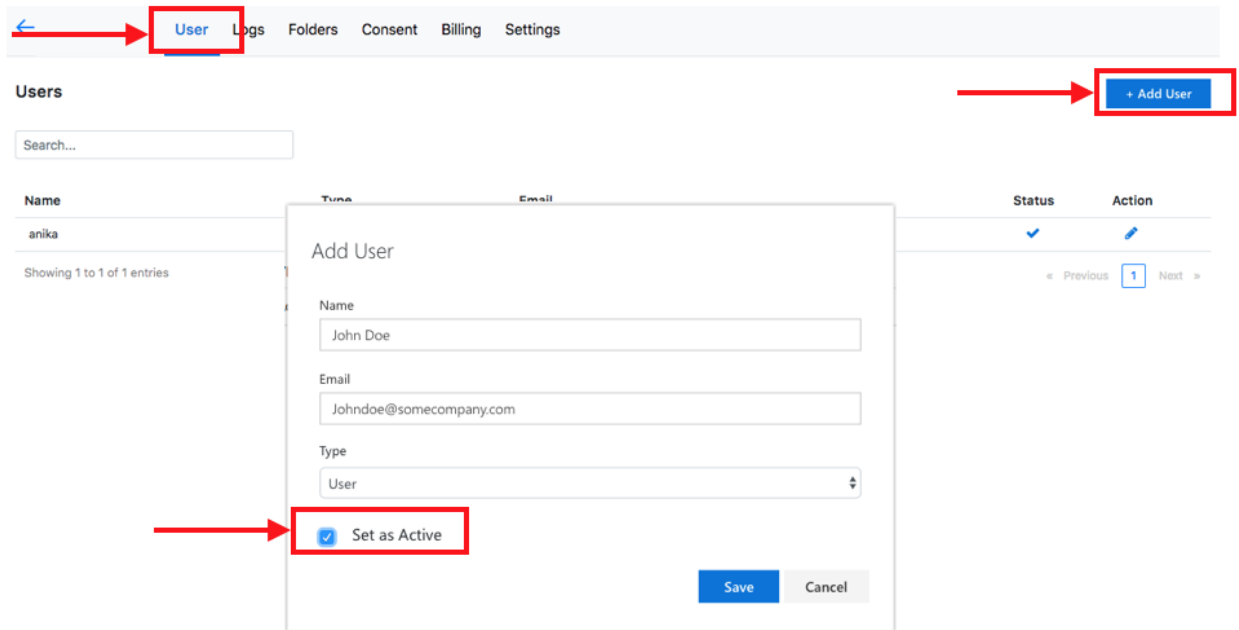 User Logs Folders Consent Billing Settings
Users
+ Add User
Search...
Name Type Email Status Action
anika
Showing 1 to 1 of 1 entries
« Previous 1 Next »
Add User
Name
John Doe
Email
Johndoe@somecompany.com
Type
User
Set as Active
Save Cancel